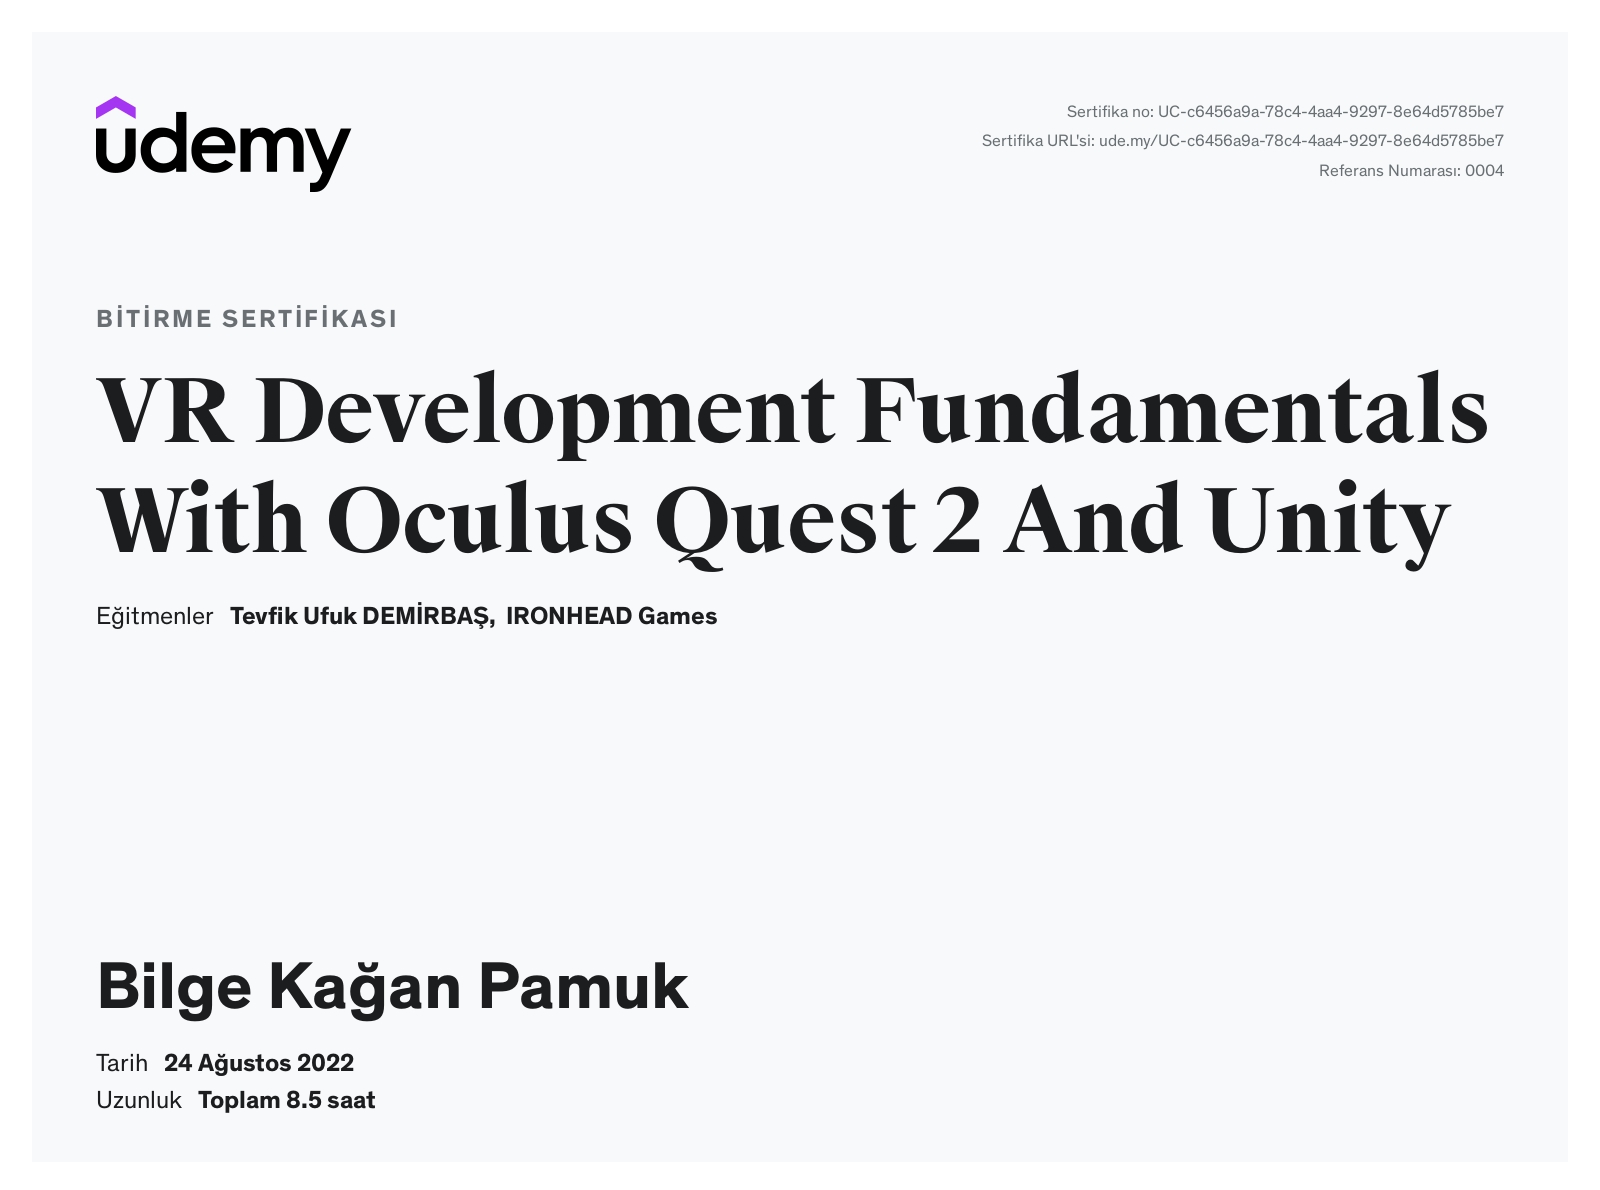 udemy
Sertifika no: UC-c6456a9a-78c4-4aa4-9297-8e64d5785be7
Sertifika URL'si: ude.my/UC-c6456a9a-78c4-4aa4-9297-8e64d5785be7
Referans Numarası: 0004
BİTİRME SERTİFİKASI
VR Development Fundamentals
With Oculus Quest 2 And Unity
Eğitmenler Tevfik Ufuk DEMİRBAŞ, IRONHEAD Games
Bilge Kağan Pamuk
Tarih 24 Ağustos 2022
Uzunluk Toplam 8.5 saat